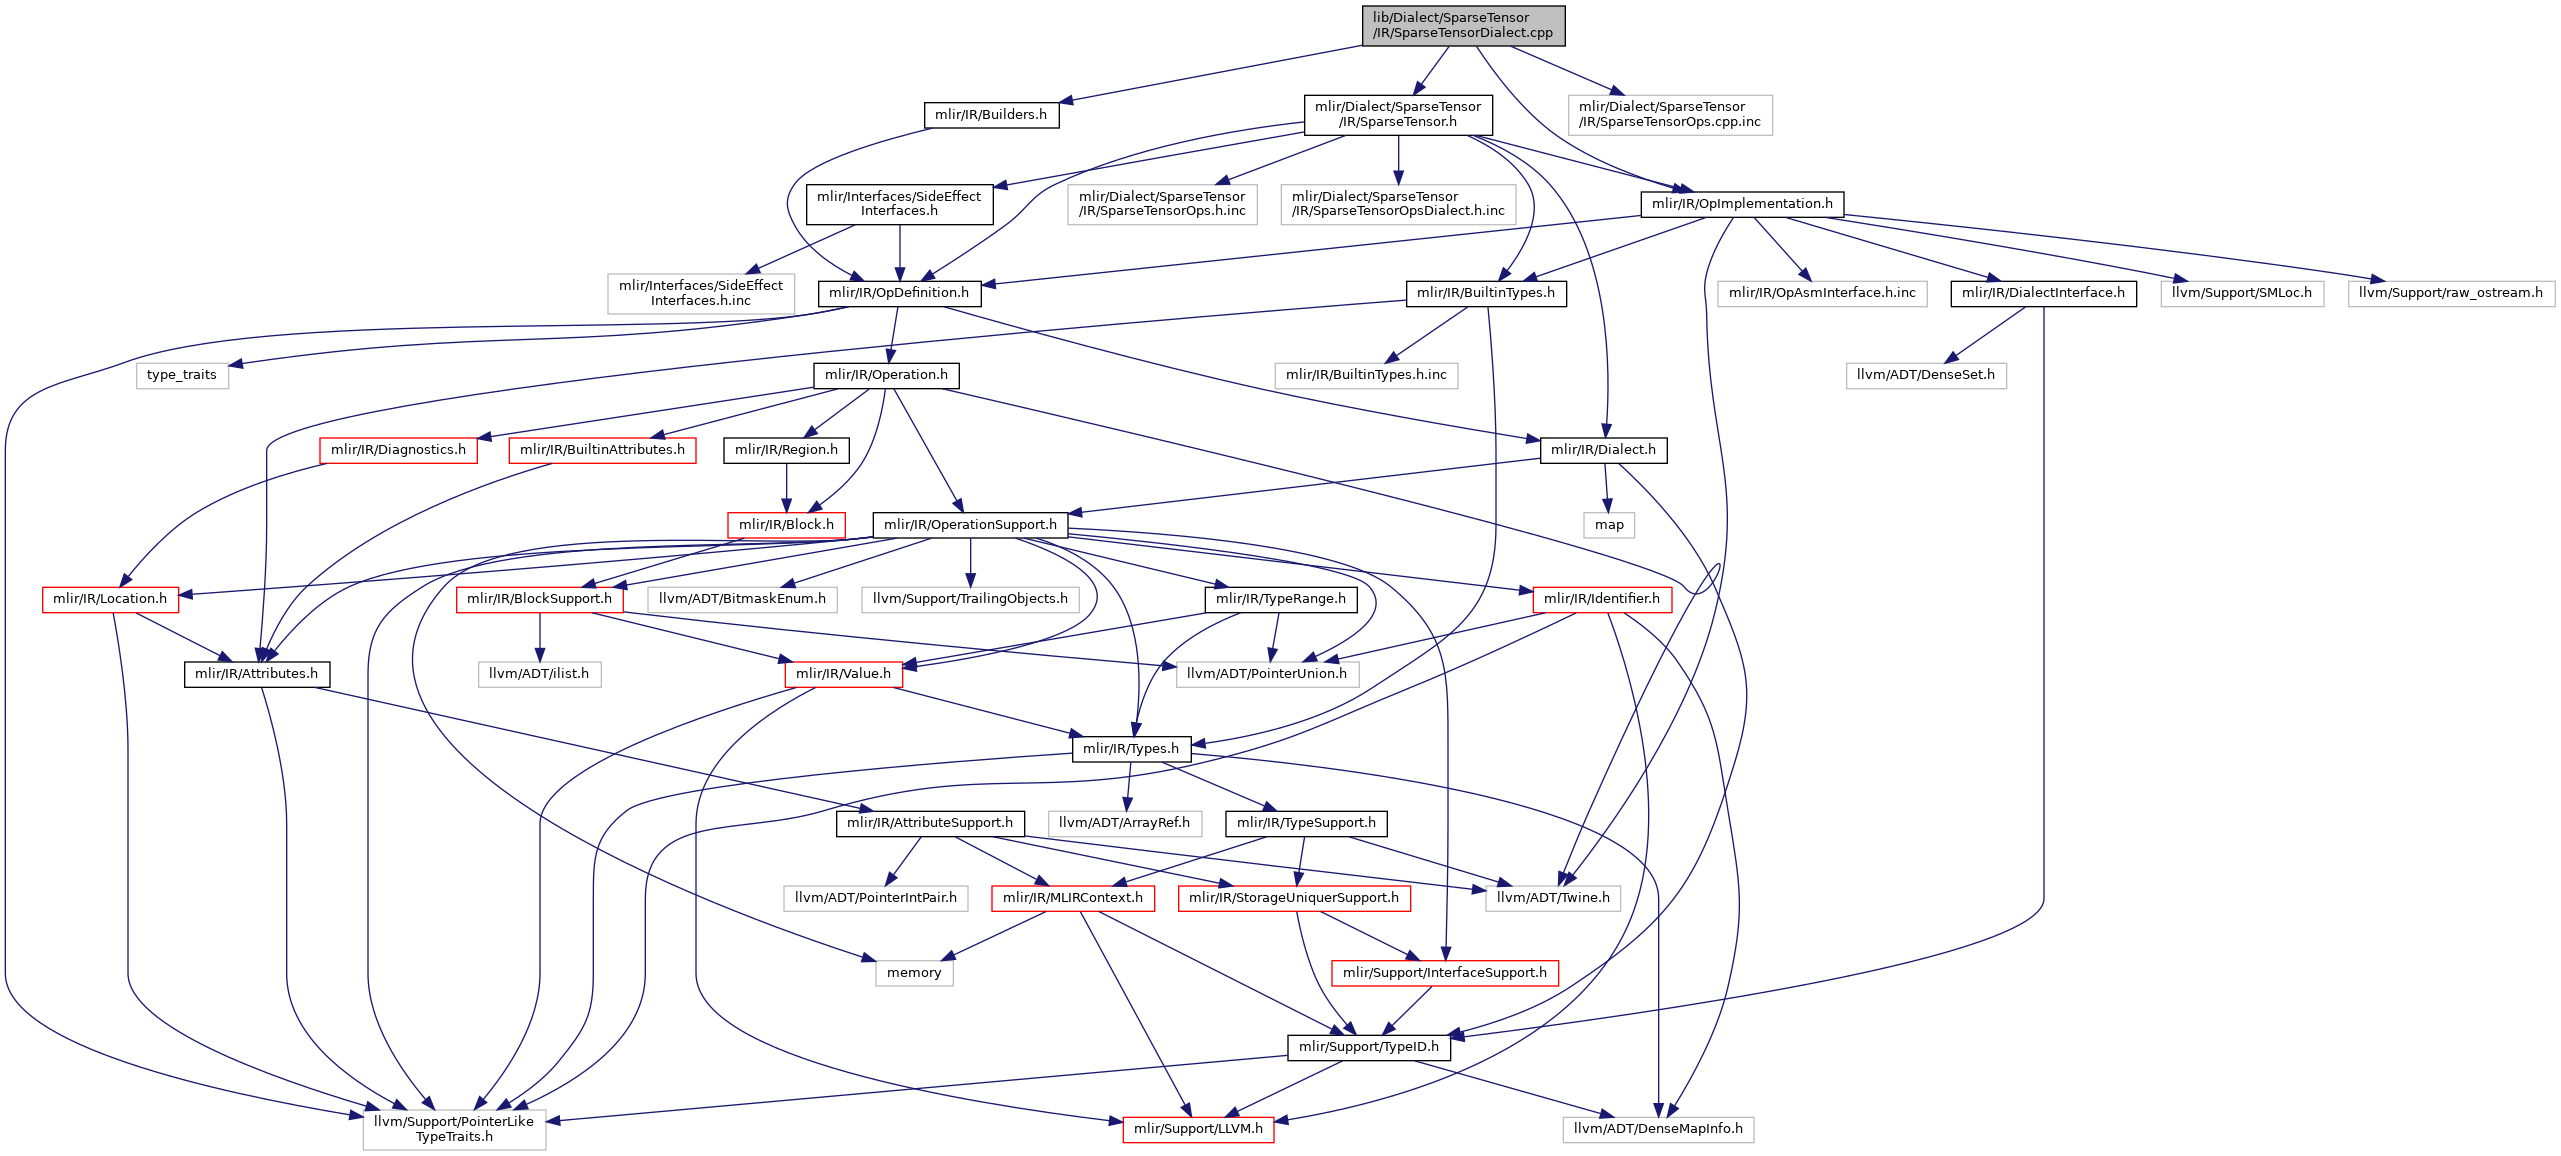 lib/Dialect/SparseTensor
/IR/SparseTensorDialect.cpp
mlir/IR/Builders.h
mlir/Dialect/SparseTensor
/IR/SparseTensor.h
mlir/Dialect/SparseTensor
/IR/SparseTensorOps.cpp.inc
mlir/Interfaces/SideEffect
Interfaces.h
mlir/Dialect/SparseTensor
/IR/SparseTensorOps.h.inc
mlir/Dialect/SparseTensor
/IR/SparseTensorOpsDialect.h.inc
mlir/IR/OpImplementation.h
mlir/Interfaces/SideEffect
Interfaces.h.inc
mlir/IR/OpDefinition.h
mlir/IR/BuiltinTypes.h
mlir/IR/OpAsmInterface.h.inc
mlir/IR/DialectInterface.h
llvm/Support/SMLoc.h
llvm/Support/raw_ostream.h
type_traits
mlir/IR/Operation.h
mlir/IR/BuiltinTypes.h.inc
llvm/ADT/DenseSet.h
mlir/IR/Diagnostics.h
mlir/IR/BuiltinAttributes.h
mlir/IR/Region.h
mlir/IR/Dialect.h
mlir/IR/Block.h
mlir/IR/OperationSupport.h
map
mlir/IR/Location.h
mlir/IR/BlockSupport.h
llvm/ADT/BitmaskEnum.h
llvm/Support/TrailingObjects.h
mlir/IR/TypeRange.h
mlir/IR/Identifier.h
mlir/IR/Attributes.h
llvm/ADT/ilist.h
mlir/IR/Value.h
llvm/ADT/PointerUnion.h
mlir/IR/Types.h
mlir/IR/AttributeSupport.h
llvm/ADT/ArrayRef.h
mlir/IR/TypeSupport.h
llvm/ADT/PointerIntPair.h
mlir/IR/MLIRContext.h
mlir/IR/StorageUniquerSupport.h
llvm/ADT/Twine.h
memory
mlir/Support/InterfaceSupport.h
mlir/Support/TypeID.h
llvm/Support/PointerLike
TypeTraits.h
mlir/Support/LLVM.h
llvm/ADT/DenseMapInfo.h